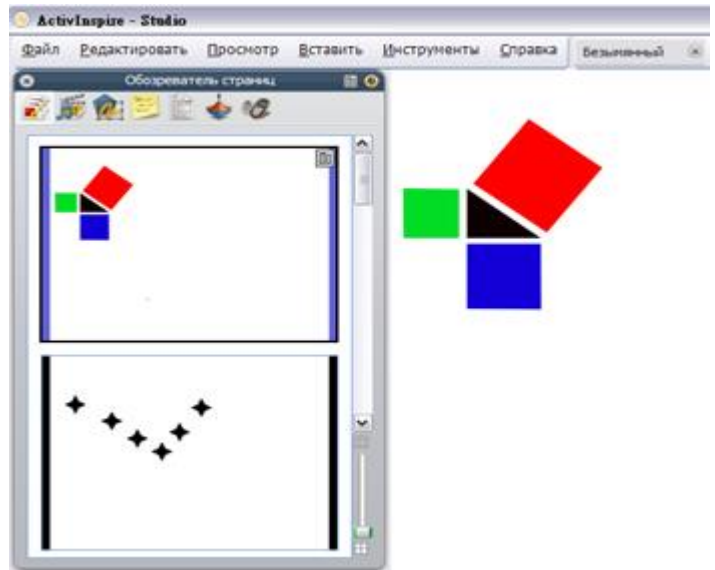 ActivInspire - Studio
Файл Редактировать Просмотр Вставить Инструменты Справка Безымянный
Обозреватель страниц